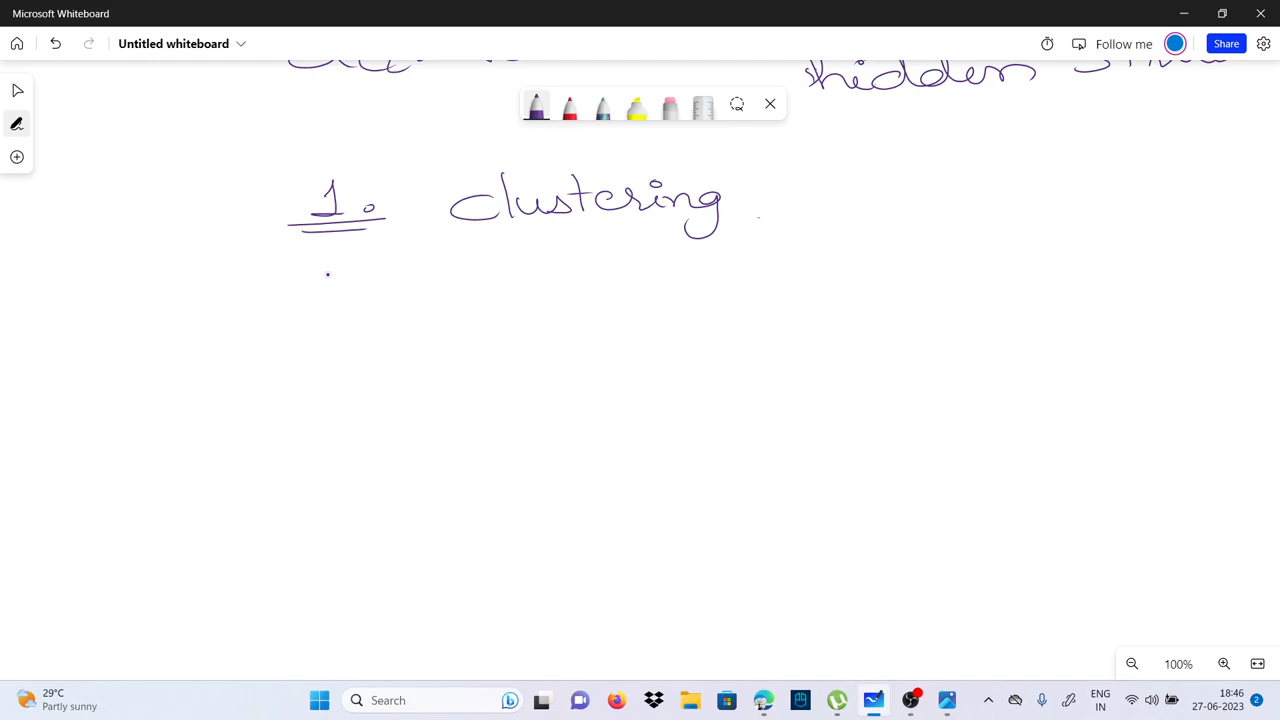 Microsoft Whiteboard
Untitled whiteboard
Follow me
Share
hidden
1. clustering
100%
29°C
Partly sunny
Search
ENG
IN
18:46
27-06-2023
2